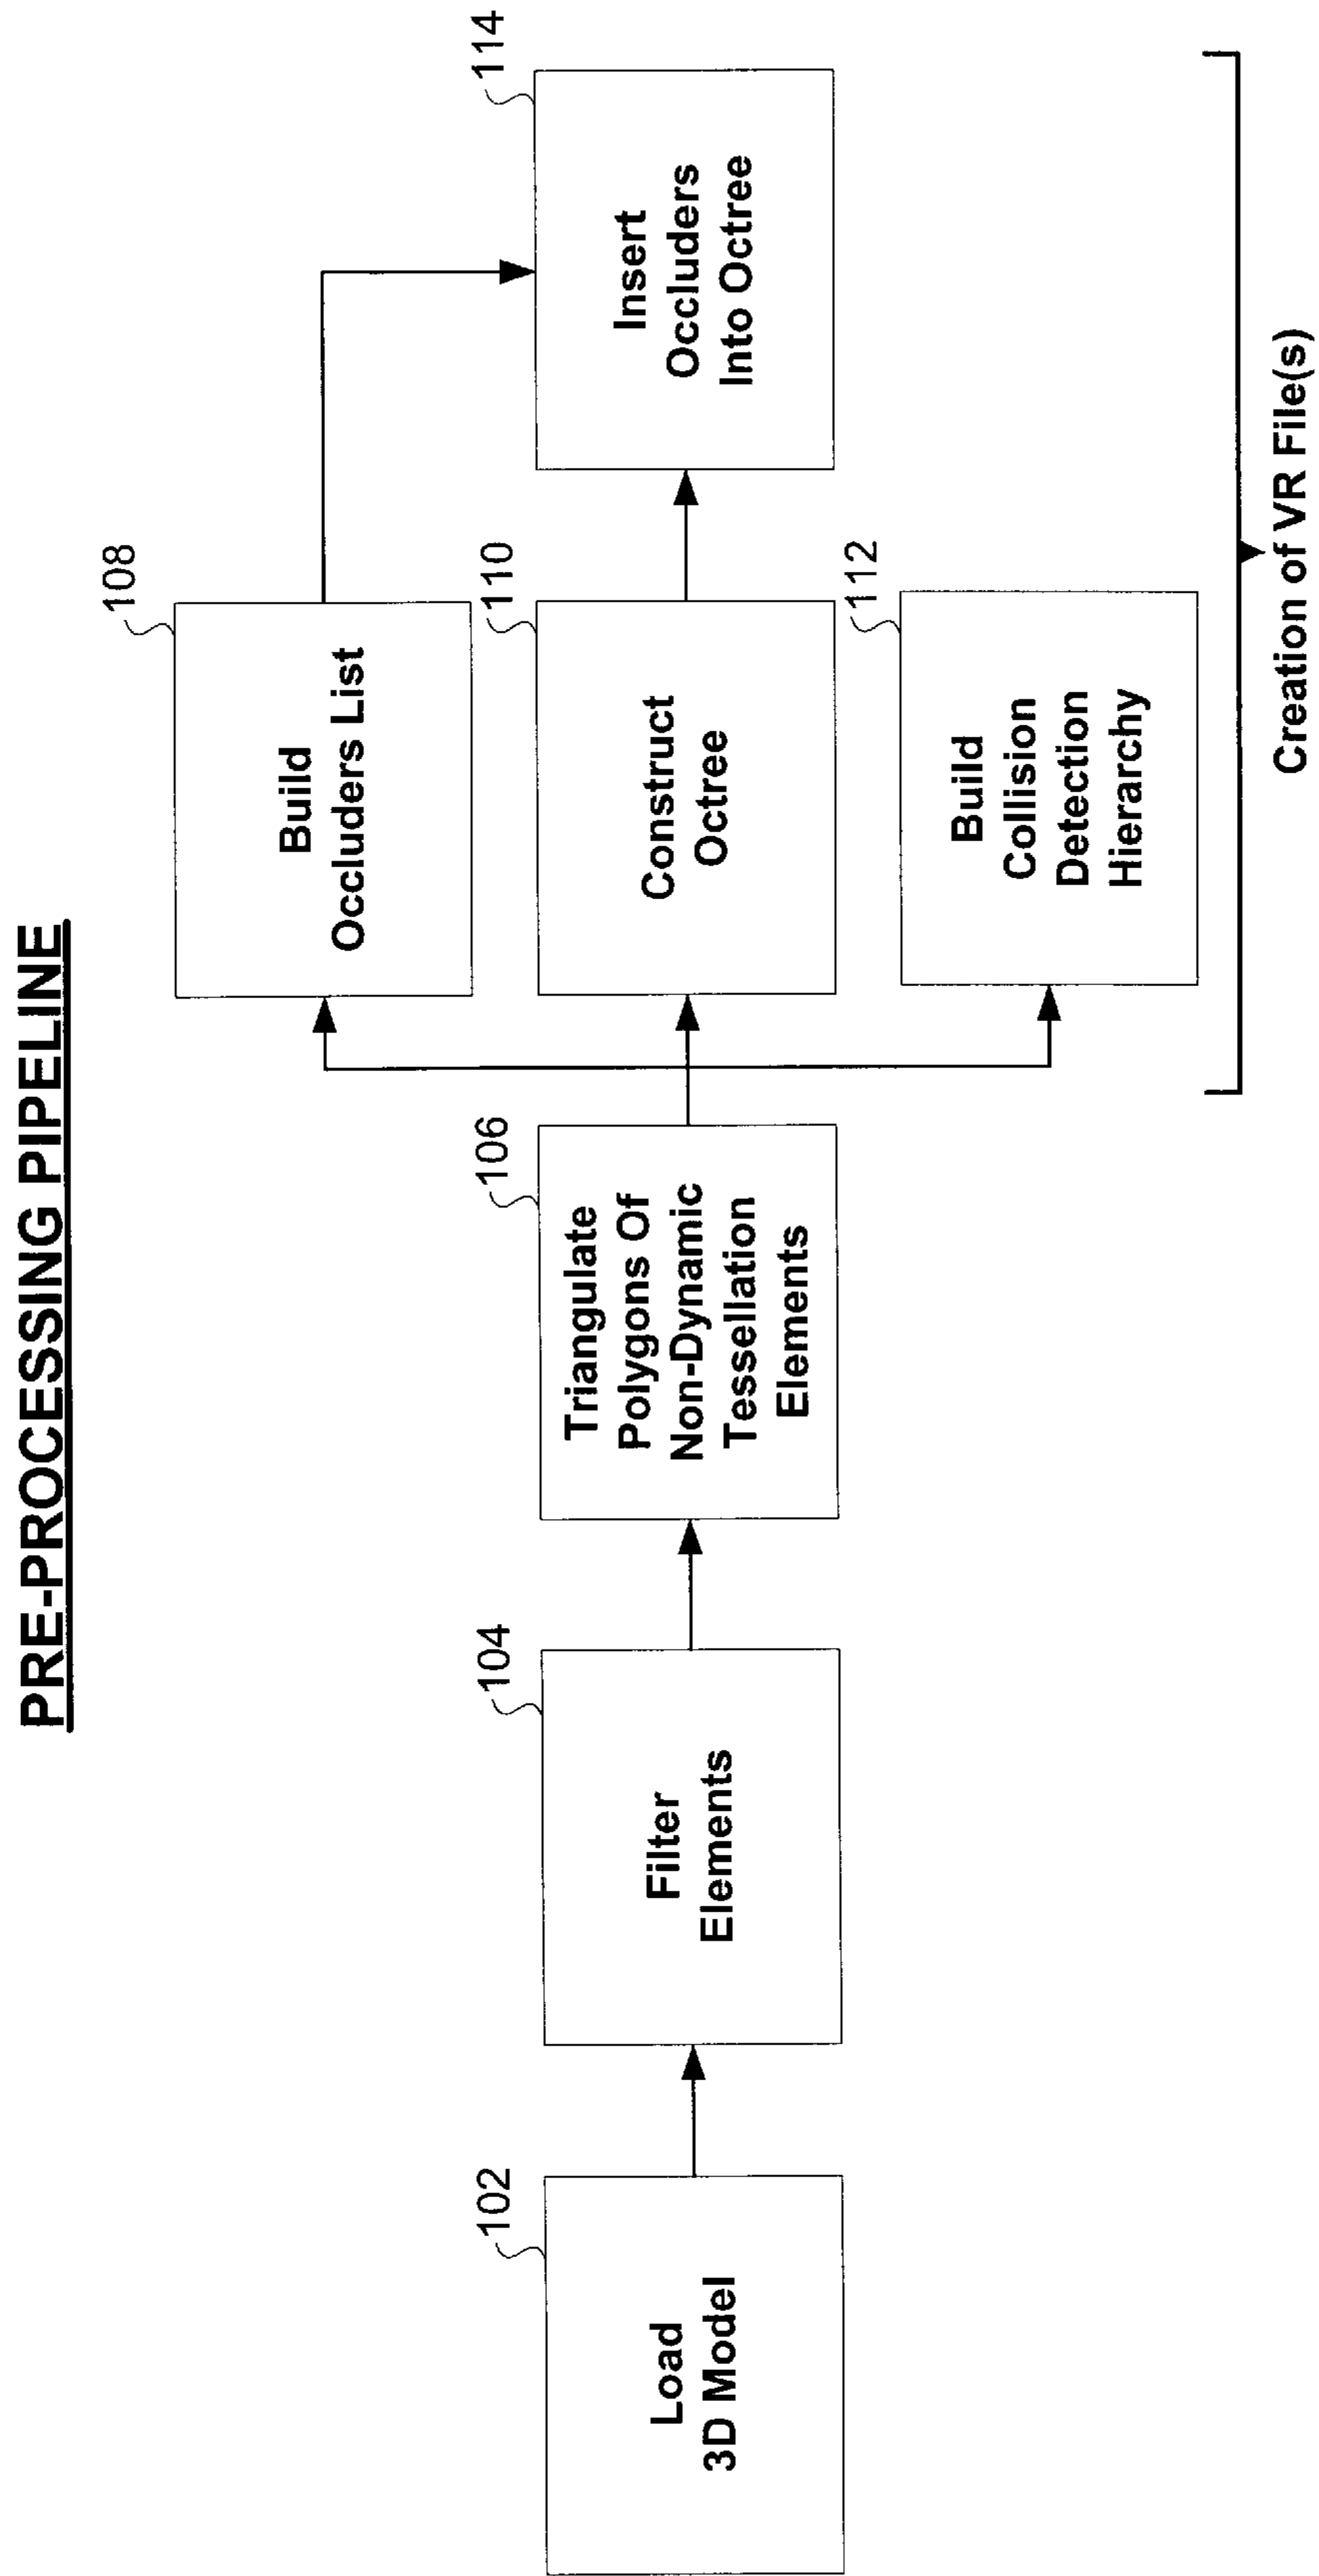 PRE-PROCESSING PIPELINE
102
Load
3D Model
104
Filter
Elements
106
Triangulate
Polygons Of
Non-Dynamic
Tessellation
Elements
108
Build
Occluders List
110
Construct
Octree
112
Build
Collision
Detection
Hierarchy
114
Insert
Occluders
Into Octree
Creation of VR File(s)